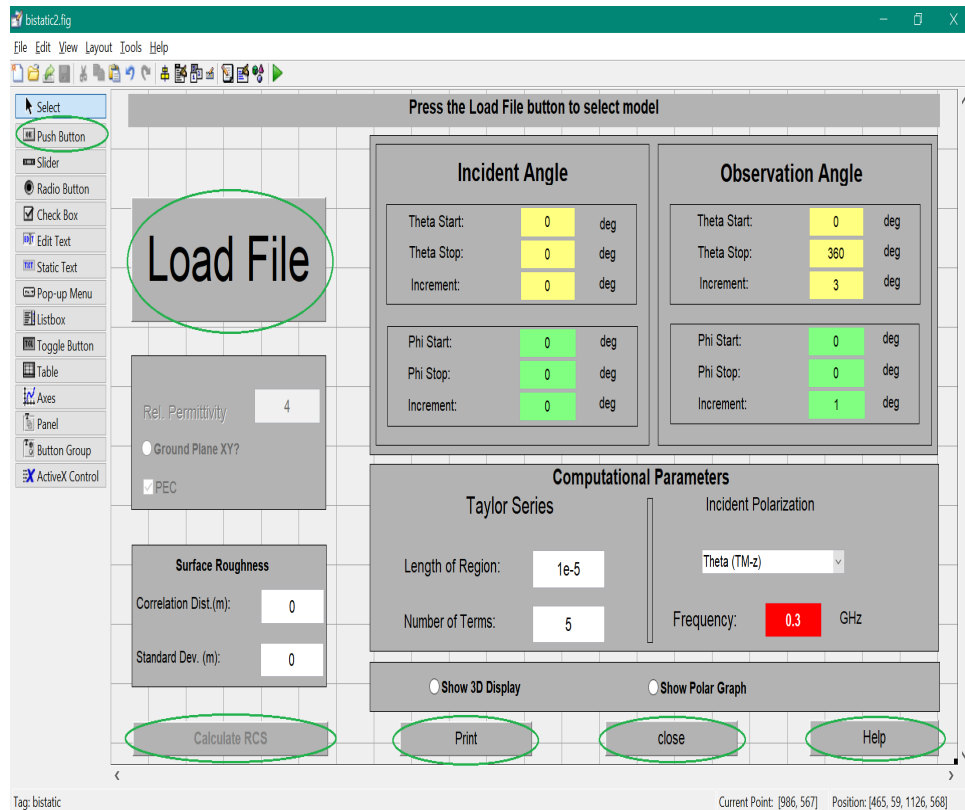 bistatic2.fig
File Edit View Layout Tools Help
Select
Push Button
Slider
Radio Button
Check Box
Edit Text
Static Text
Pop-up Menu
Listbox
Toggle Button
Table
Axes
Panel
Button Group
ActiveX Control
Press the Load File button to select model
Load File
Rel. Permittivity 4
Ground Plane XY?
PEC
Surface Roughness
Correlation Dist.(m): 0
Standard Dev. (m): 0
Incident Angle
Theta Start: 0 deg
Theta Stop: 0 deg
Increment: 0 deg
Phi Start: 0 deg
Phi Stop: 0 deg
Increment: 0 deg
Observation Angle
Theta Start: 0 deg
Theta Stop: 360 deg
Increment: 3 deg
Phi Start: 0 deg
Phi Stop: 0 deg
Increment: 1 deg
Computational Parameters
Taylor Series
Length of Region: 1e-5
Number of Terms: 5
Incident Polarization
Theta (TM-z)
Frequency: 0.3 GHz
Show 3D Display Show Polar Graph
Calculate RCS Print close Help
Tag: bistatic Current Point: [986, 567] Position: [465, 59, 1126, 568]